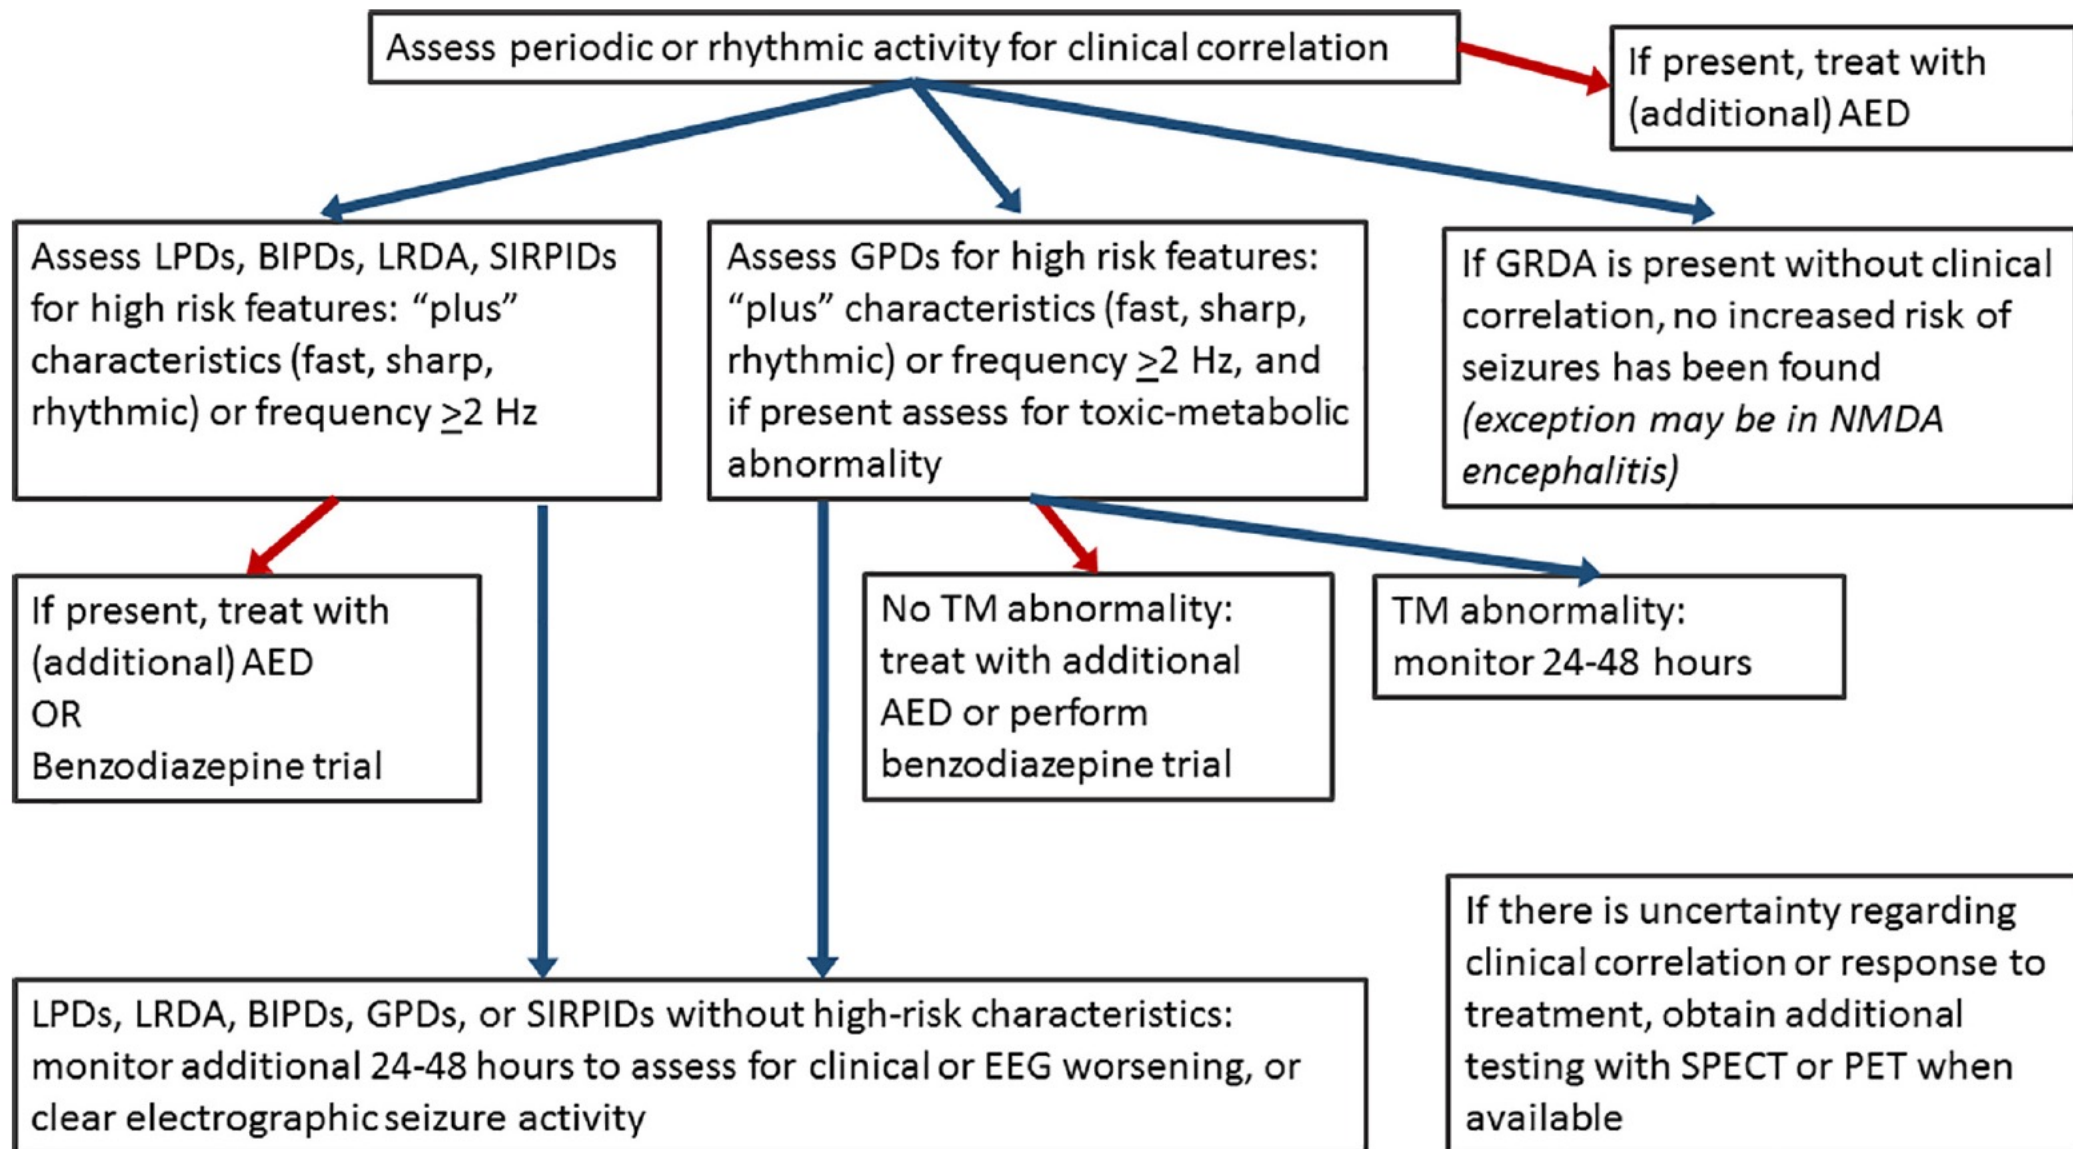 Assess periodic or rhythmic activity for clinical correlation
If present, treat with
(additional) AED
Assess LPDs, BIPDs, LRDA, SIRPIDs
for high risk features: “plus”
characteristics (fast, sharp,
rhythmic) or frequency ≥2 Hz
Assess GPDs for high risk features:
“plus” characteristics (fast, sharp,
rhythmic) or frequency ≥2 Hz, and
if present assess for toxic-metabolic
abnormality
If GRDA is present without clinical
correlation, no increased risk of
seizures has been found
(exception may be in NMDA
encephalitis)
If present, treat with
(additional) AED
OR
Benzodiazepine trial
No TM abnormality:
treat with additional
AED or perform
benzodiazepine trial
TM abnormality:
monitor 24-48 hours
LPDs, LRDA, BIPDs, GPDs, or SIRPIDs without high-risk characteristics:
monitor additional 24-48 hours to assess for clinical or EEG worsening, or
clear electrographic seizure activity
If there is uncertainty regarding
clinical correlation or response to
treatment, obtain additional
testing with SPECT or PET when
available